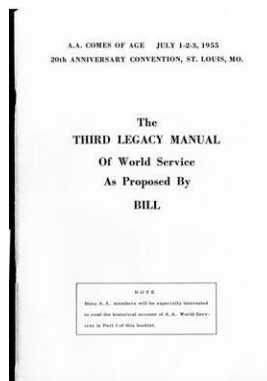 A.A. COMES OF AGE JULY 1-2-3, 1955
20th ANNIVERSARY CONVENTION, ST. LOUIS, MO.
The
THIRD LEGACY MANUAL
Of World Service
As Proposed By
BILL
NOTE
Many A.A. members will be especially interested
to read the historical account of A.A. World Serv-
ices in Part I of this booklet.